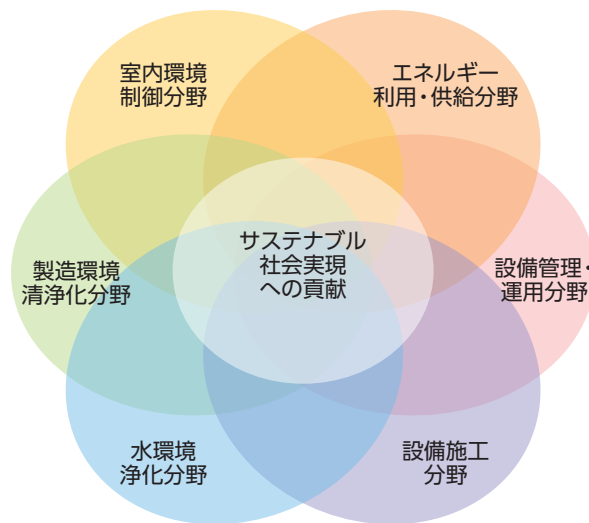 室内環境
制御分野
エネルギー
利用・供給分野
サステナブル
社会実現
への貢献
製造環境
清浄化分野
設備管理・
運用分野
水環境
浄化分野
設備施工
分野